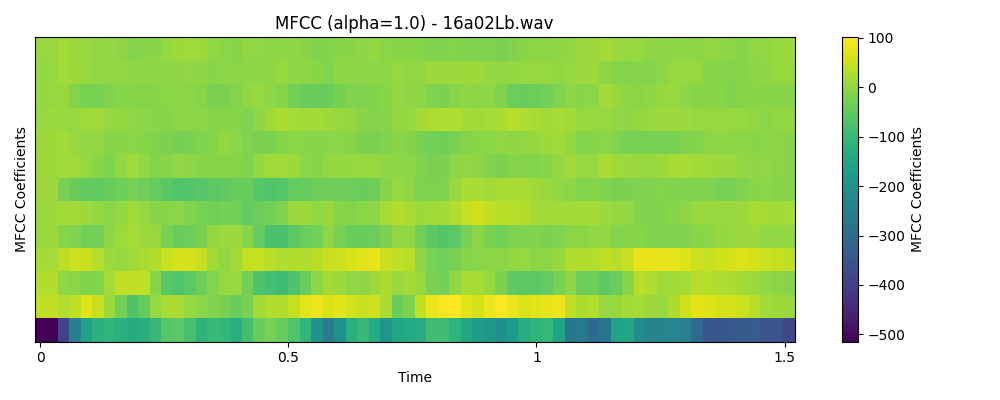 MFCC (alpha=1.0) - 16a02Lb.wav
MFCC Coefficients
0
0.5
1
1.5
Time
100
0
−100
−200
−300
−400
−500
MFCC Coefficients